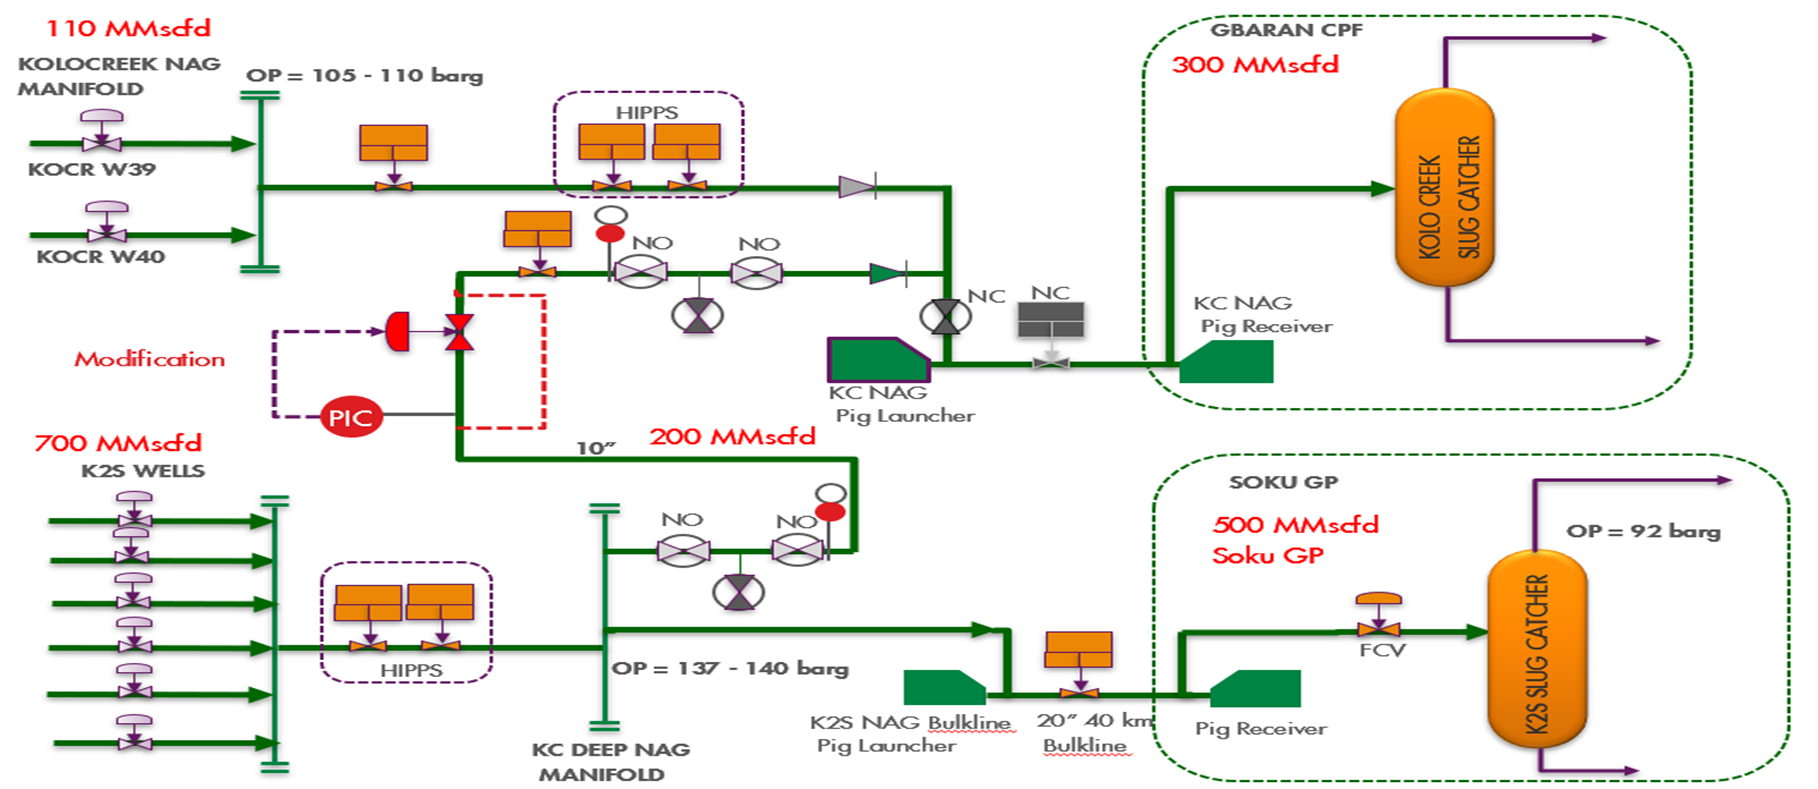 110 MMscfd
KOLOCREEK NAG
MANIFOLD
OP = 105 - 110 barg
KOCR W39
KOCR W40
HIPPS
NO
NO
NC
NC
GBARAN CPF
300 MMscfd
KOLO CREEK
SLUG CATCHER
KC NAG
Pig Receiver
KC NAG
Pig Launcher
Modification
PIC
700 MMscfd
K2S WELLS
10"
200 MMscfd
NO
NO
HIPPS
OP = 137 - 140 barg
KC DEEP NAG
MANIFOLD
K2S NAG Bulkline
Pig Launcher
20" 40 km
Bulkline
SOKU GP
500 MMscfd
Soku GP
OP = 92 barg
FCV
K2S SLUG CATCHER
Pig Receiver